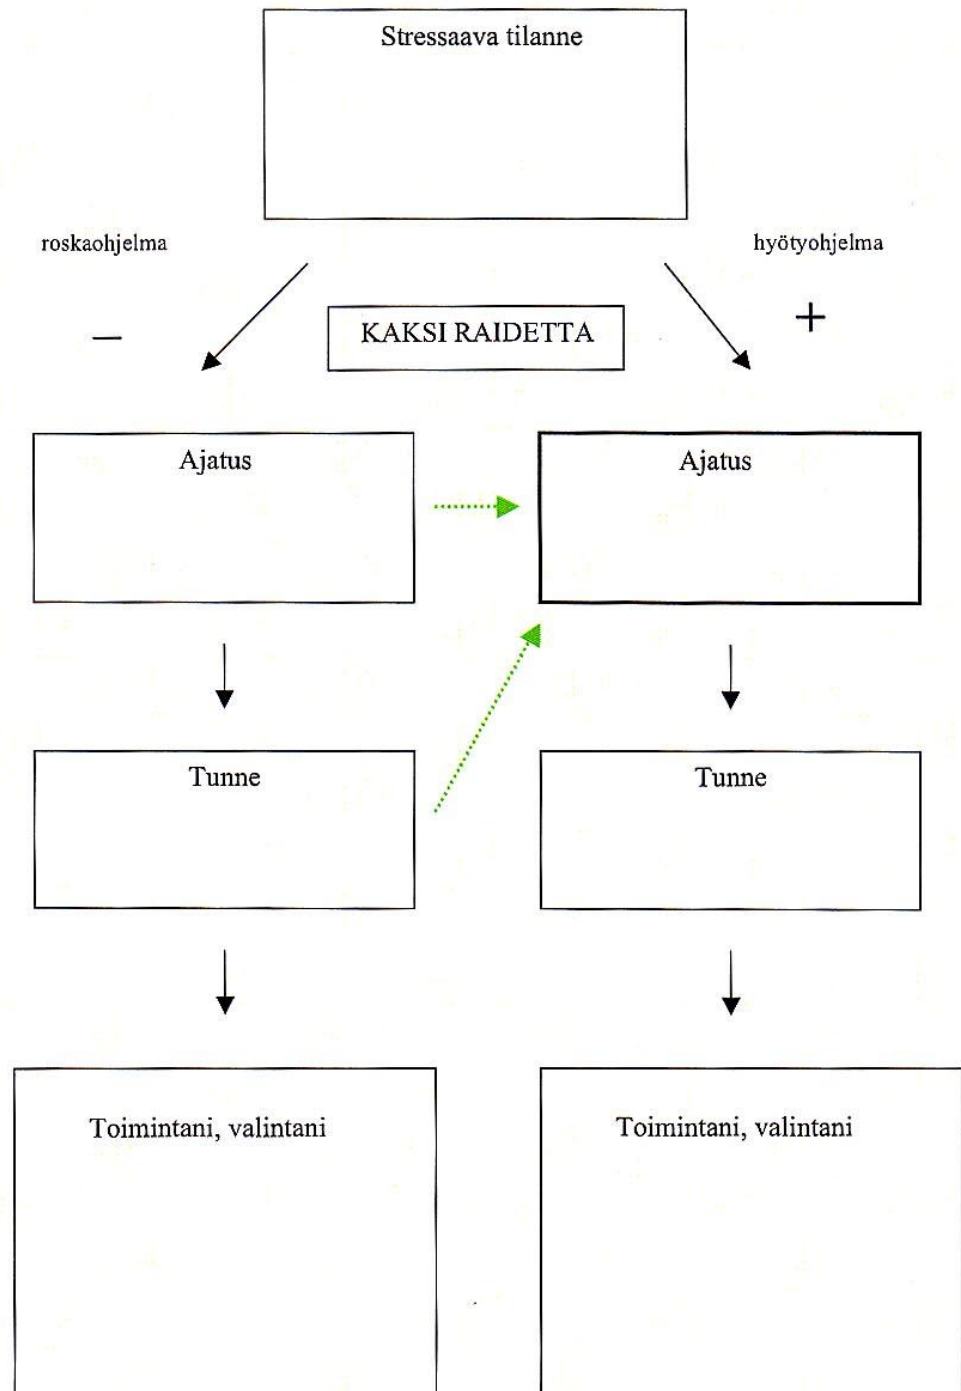 Stressaava tilanne
roskaohjelma
hyötyohjelma
–
KAKSI RAIDETTA
+
Ajatus
Ajatus
Tunne
Tunne
Toimintani, valintani
Toimintani, valintani